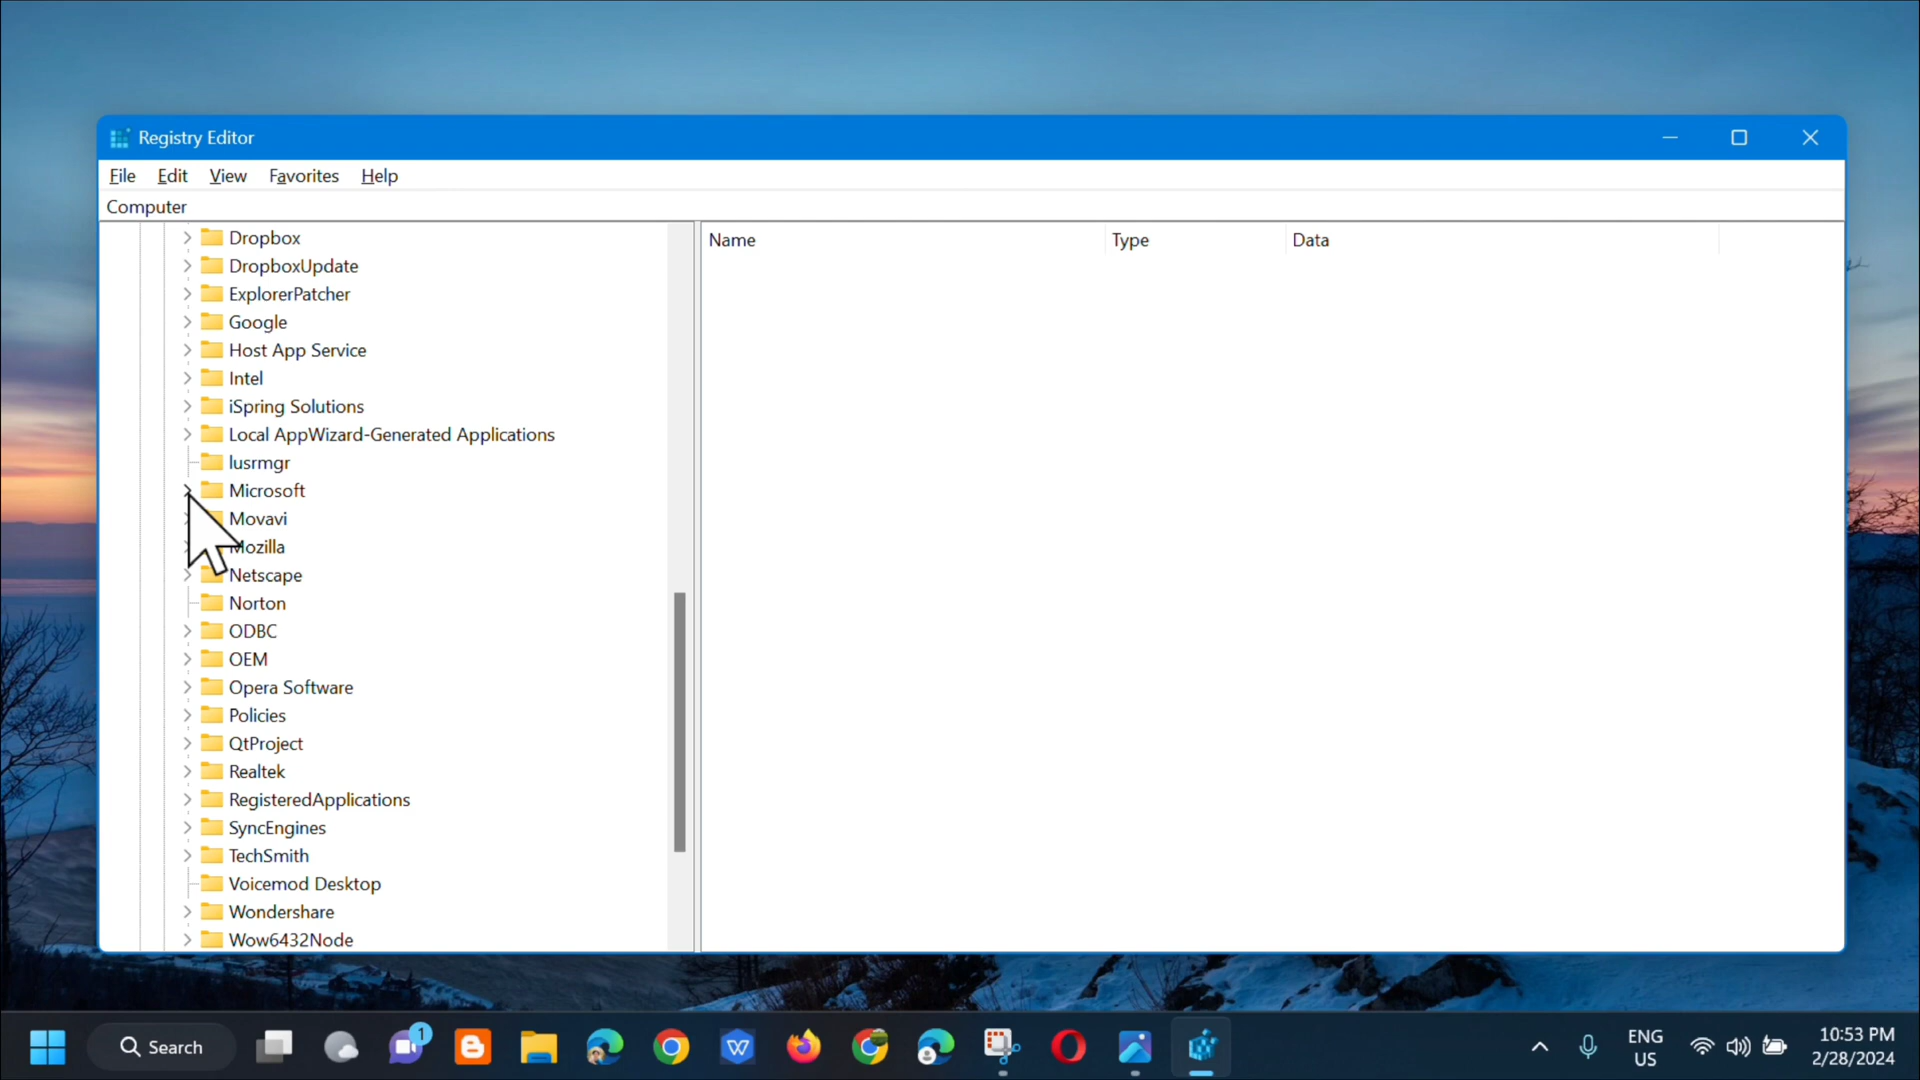 Registry Editor
File Edit View Favorites Help
Computer
Name Type Data
Dropbox
DropboxUpdate
ExplorerPatcher
Google
Host App Service
Intel
iSpring Solutions
Local AppWizard-Generated Applications
lusrmgr
Microsoft
Movavi
Mozilla
Netscape
Norton
ODBC
OEM
Opera Software
Policies
QtProject
Realtek
RegisteredApplications
SyncEngines
TechSmith
Voicemod Desktop
Wondershare
Wow6432Node
Search
1
W
ENG
US
10:53 PM
2/28/2024